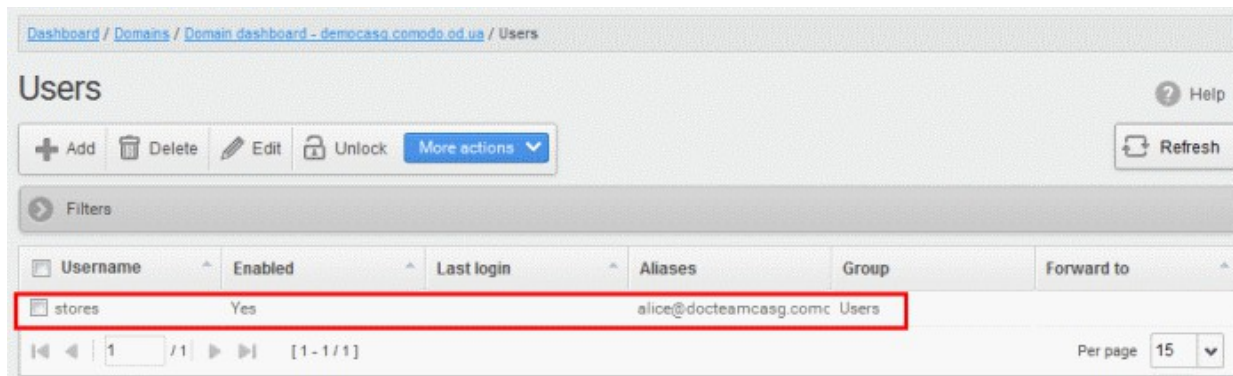 Dashboard / Domains / Domain dashboard - democasg.comodo.od.ua / Users
Users
Help
Add Delete Edit Unlock More actions
Refresh
Filters
Username Enabled Last login Aliases Group Forward to
stores Yes alice@docteamcasg.comc Users
1 /1 [1 - 1 / 1] Per page 15